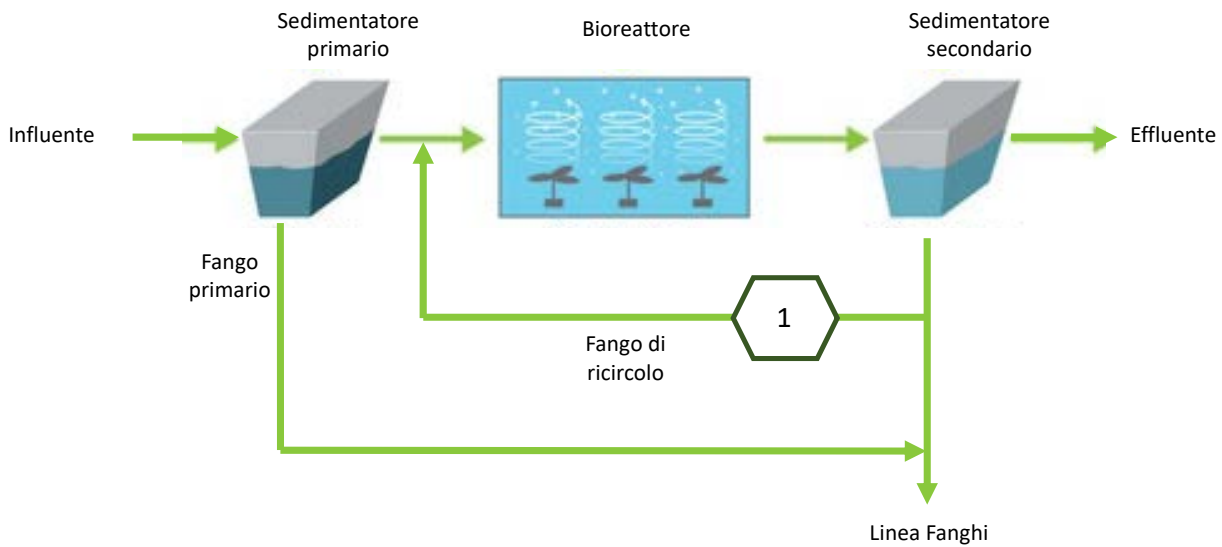 Sedimentatore
primario
Bioreattore
Sedimentatore
secondario
Influente
Effluente
Fango
primario
1
Fango di
ricircolo
Linea Fanghi